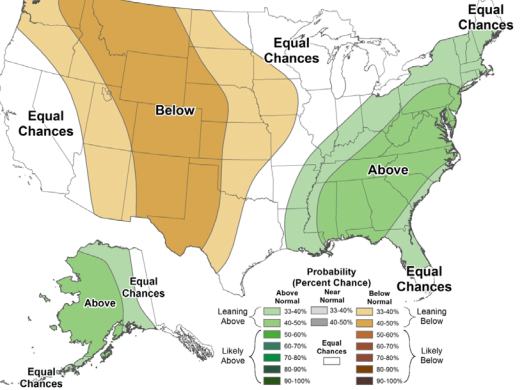 Equal
Chances
Equal
Chances
Below
Equal
Chances
Above
Equal
Chances
Equal
Chances
Above
Equal
Chances
Probability
(Percent Chance)
Above
Normal
Near
Normal
Below
Normal
Leaning
Above
33-40%
40-50%
33-40%
40-50%
33-40%
40-50%
Leaning
Below
Likely
Above
50-60%
60-70%
70-80%
80-90%
90-100%
Equal
Chances
50-60%
60-70%
70-80%
80-90%
90-100%
Likely
Below